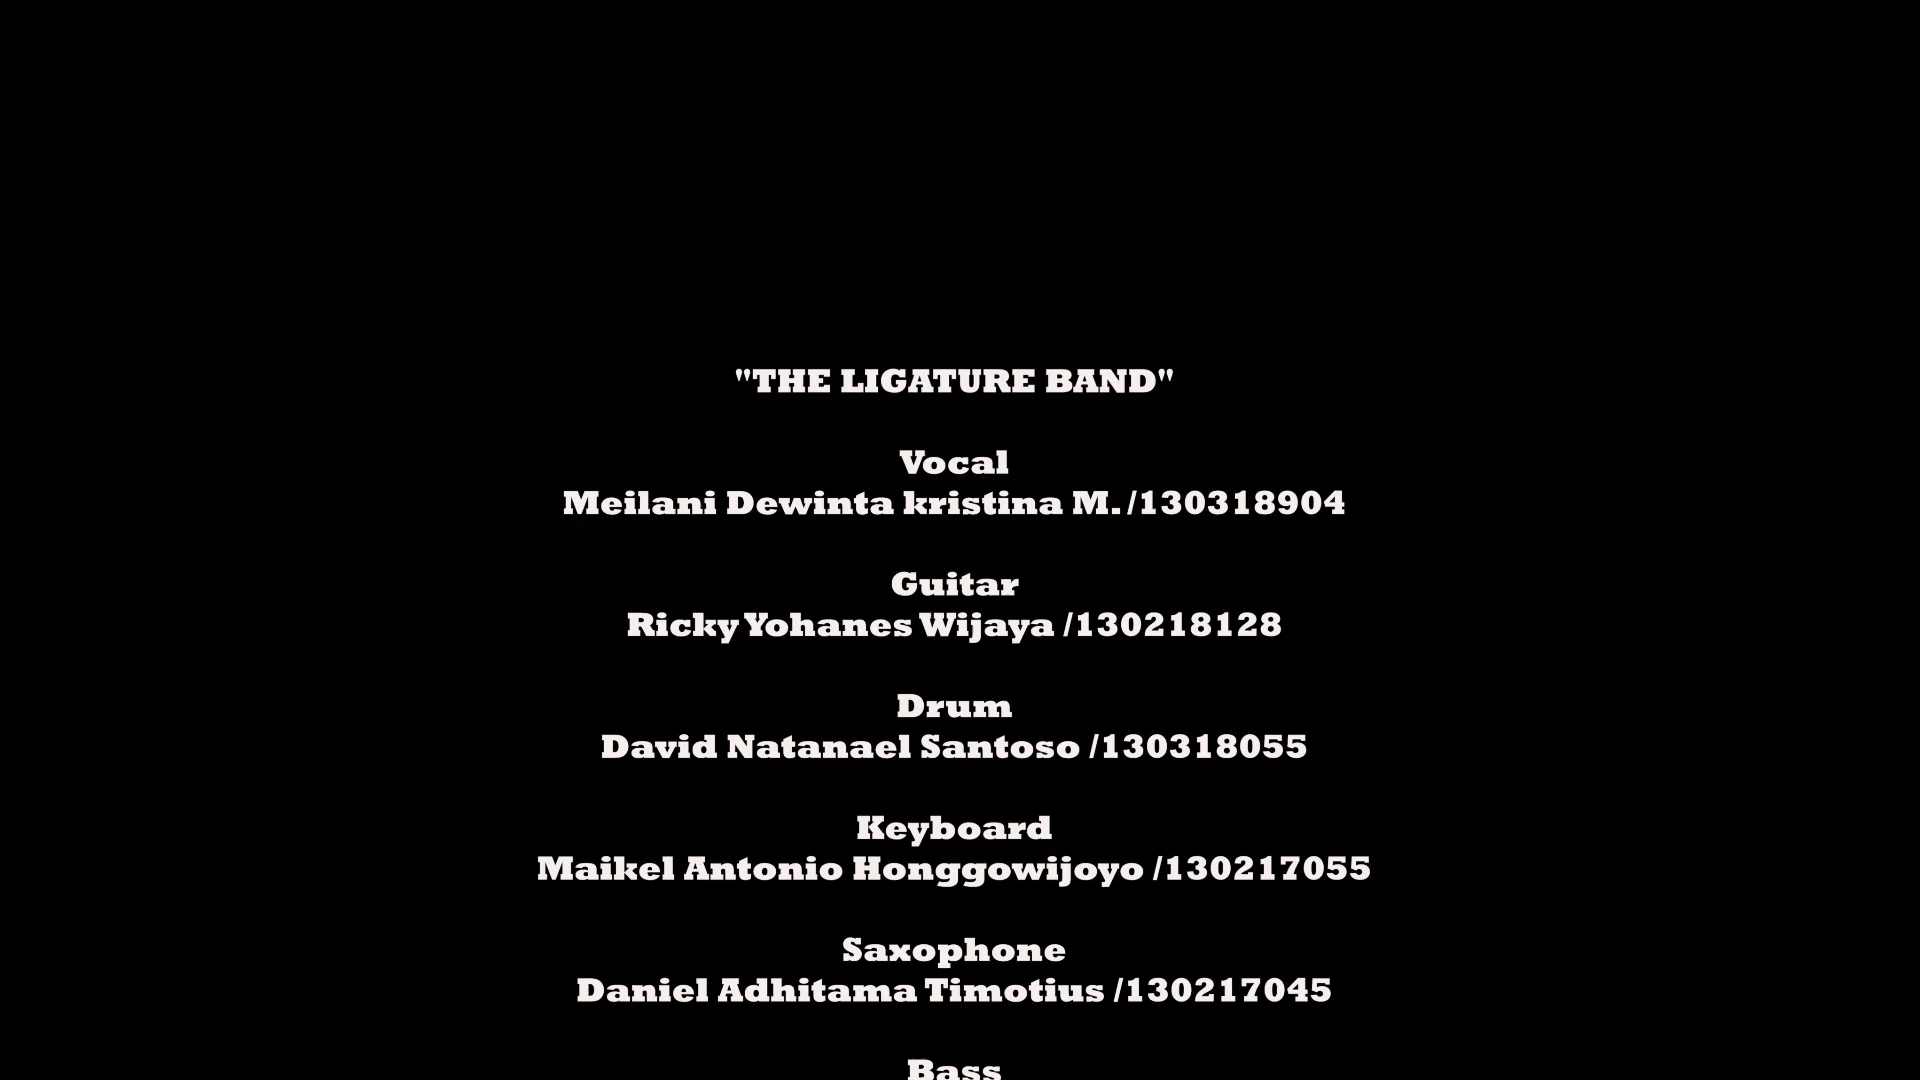 "THE LIGATURE BAND"
Vocal
Meilani Dewinta kristina M. /130318904
Guitar
Ricky Yohanes Wijaya /130218128
Drum
David Natanael Santoso /130318055
Keyboard
Maikel Antonio Honggowijoyo /130217055
Saxophone
Daniel Adhitama Timotius /130217045
Bass